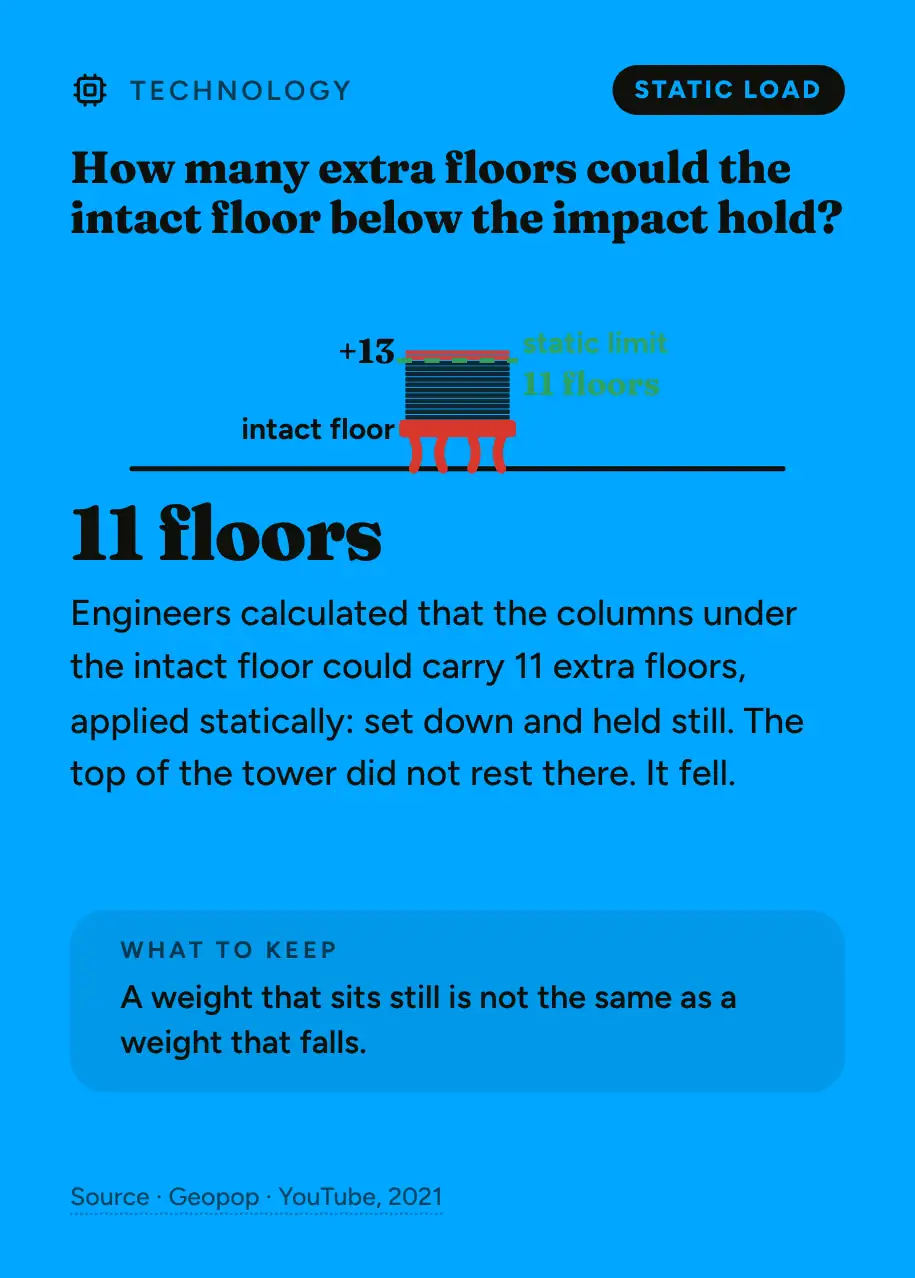 TECHNOLOGY
STATIC LOAD
How many extra floors could the
intact floor below the impact hold?
+13
static limit
11 floors
intact floor
11 floors
Engineers calculated that the columns under
the intact floor could carry 11 extra floors,
applied statically: set down and held still. The
top of the tower did not rest there. It fell.
WHAT TO KEEP
A weight that sits still is not the same as a
weight that falls.
Source · Geopop · YouTube, 2021